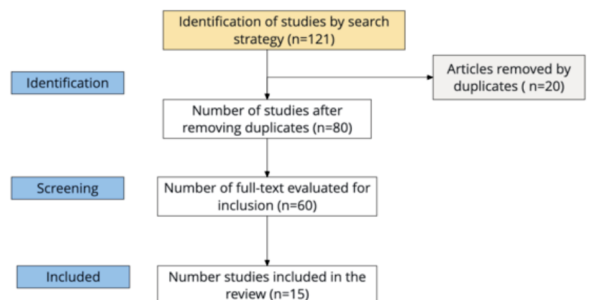 Identification of studies by search
strategy (n=121)
Identification
Articles removed by
duplicates ( n=20)
Number of studies after
removing duplicates (n=80)
Screening
Number of full-text evaluated for
inclusion (n=60)
Included
Number studies included in the
review (n=15)